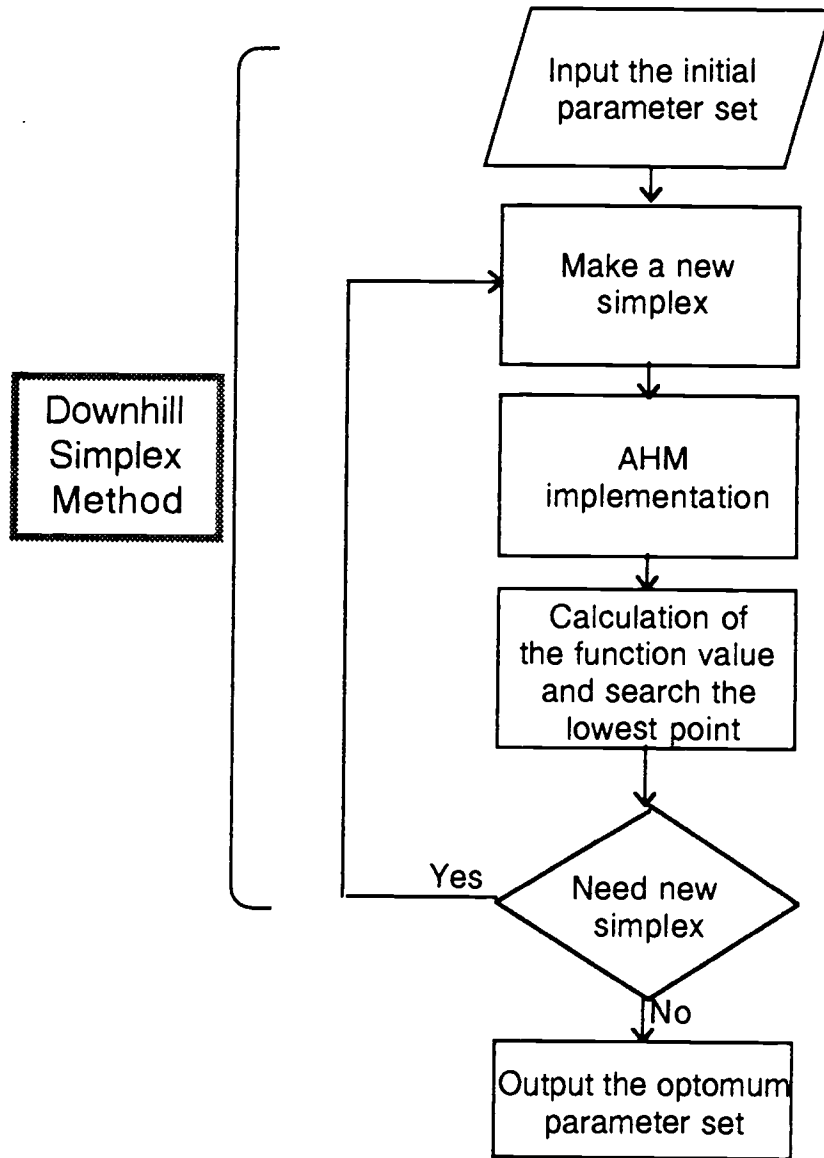 Input the initial
parameter set
Make a new
simplex
Downhill
Simplex
Method
AHM
implementation
Calculation of
the function value
and search the
lowest point
Yes
Need new
simplex
No
Output the optomum
parameter set